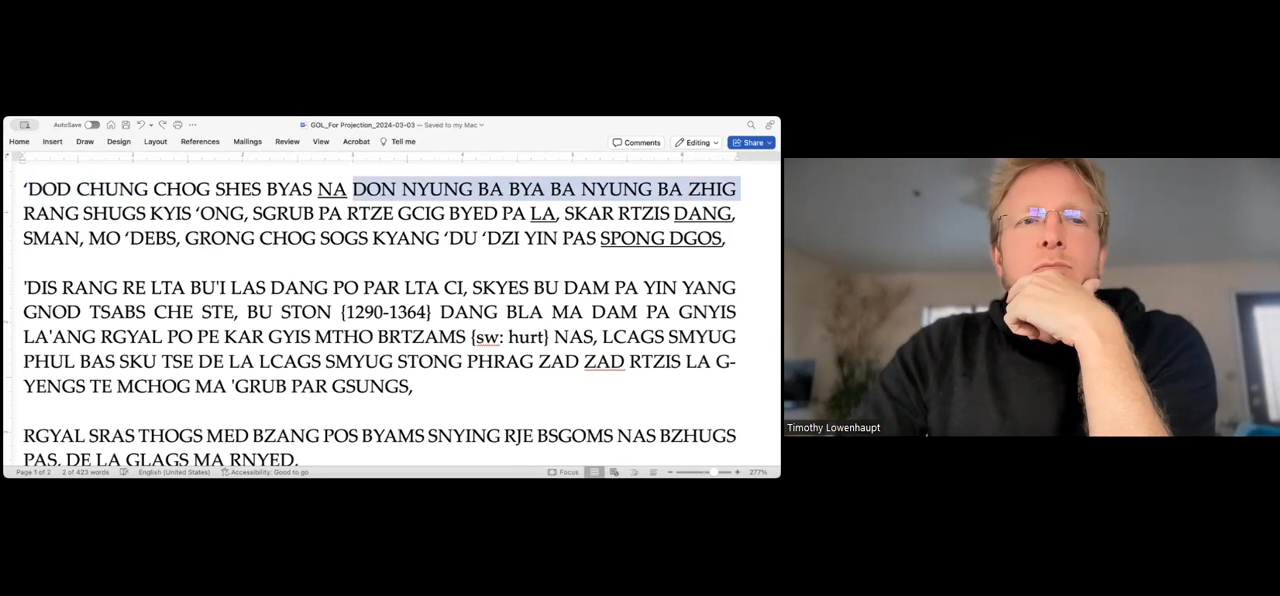 AutoSave
GOL_For Projection_2024-03-03 — Saved to my Mac
Home Insert Draw Design Layout References Mailings Review View Acrobat Tell me Comments Editing Share
‘DOD CHUNG CHOG SHES BYAS NA DON NYUNG BA BYA BA NYUNG BA ZHIG
RANG SHUGS KYIS ‘ONG, SGRUB PA RTZE GCIG BYED PA LA, SKAR RTZIS DANG,
SMAN, MO ‘DEBS, GRONG CHOG SOGS KYANG ‘DU ‘DZI YIN PAS SPONG DGOS,
'DIS RANG RE LTA BU'I LAS DANG PO PAR LTA CI, SKYES BU DAM PA YIN YANG
GNOD TSABS CHE STE, BU STON {1290-1364} DANG BLA MA DAM PA GNYIS
LA'ANG RGYAL PO PE KAR GYIS MTHO BRTZAMS {sw: hurt} NAS, LCAGS SMYUG
PHUL BAS SKU TSE DE LA LCAGS SMYUG STONG PHRAG ZAD ZAD RTZIS LA G-
YENGS TE MCHOG MA 'GRUB PAR GSUNGS,
RGYAL SRAS THOGS MED BZANG POS BYAMS SNYING RJE BSGOMS NAS BZHUGS
PAS, DE LA GLAGS MA RNYED,
Page 1 of 2 2 of 423 words English (United States) Accessibility: Good to go Focus 277%
Timothy Lowenhaupt